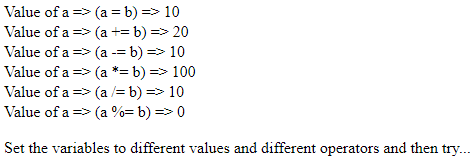 Value of a => (a = b) => 10
Value of a => (a += b) => 20
Value of a => (a -= b) => 10
Value of a => (a *= b) => 100
Value of a => (a /= b) => 10
Value of a => (a %= b) => 0
Set the variables to different values and different operators and then try...